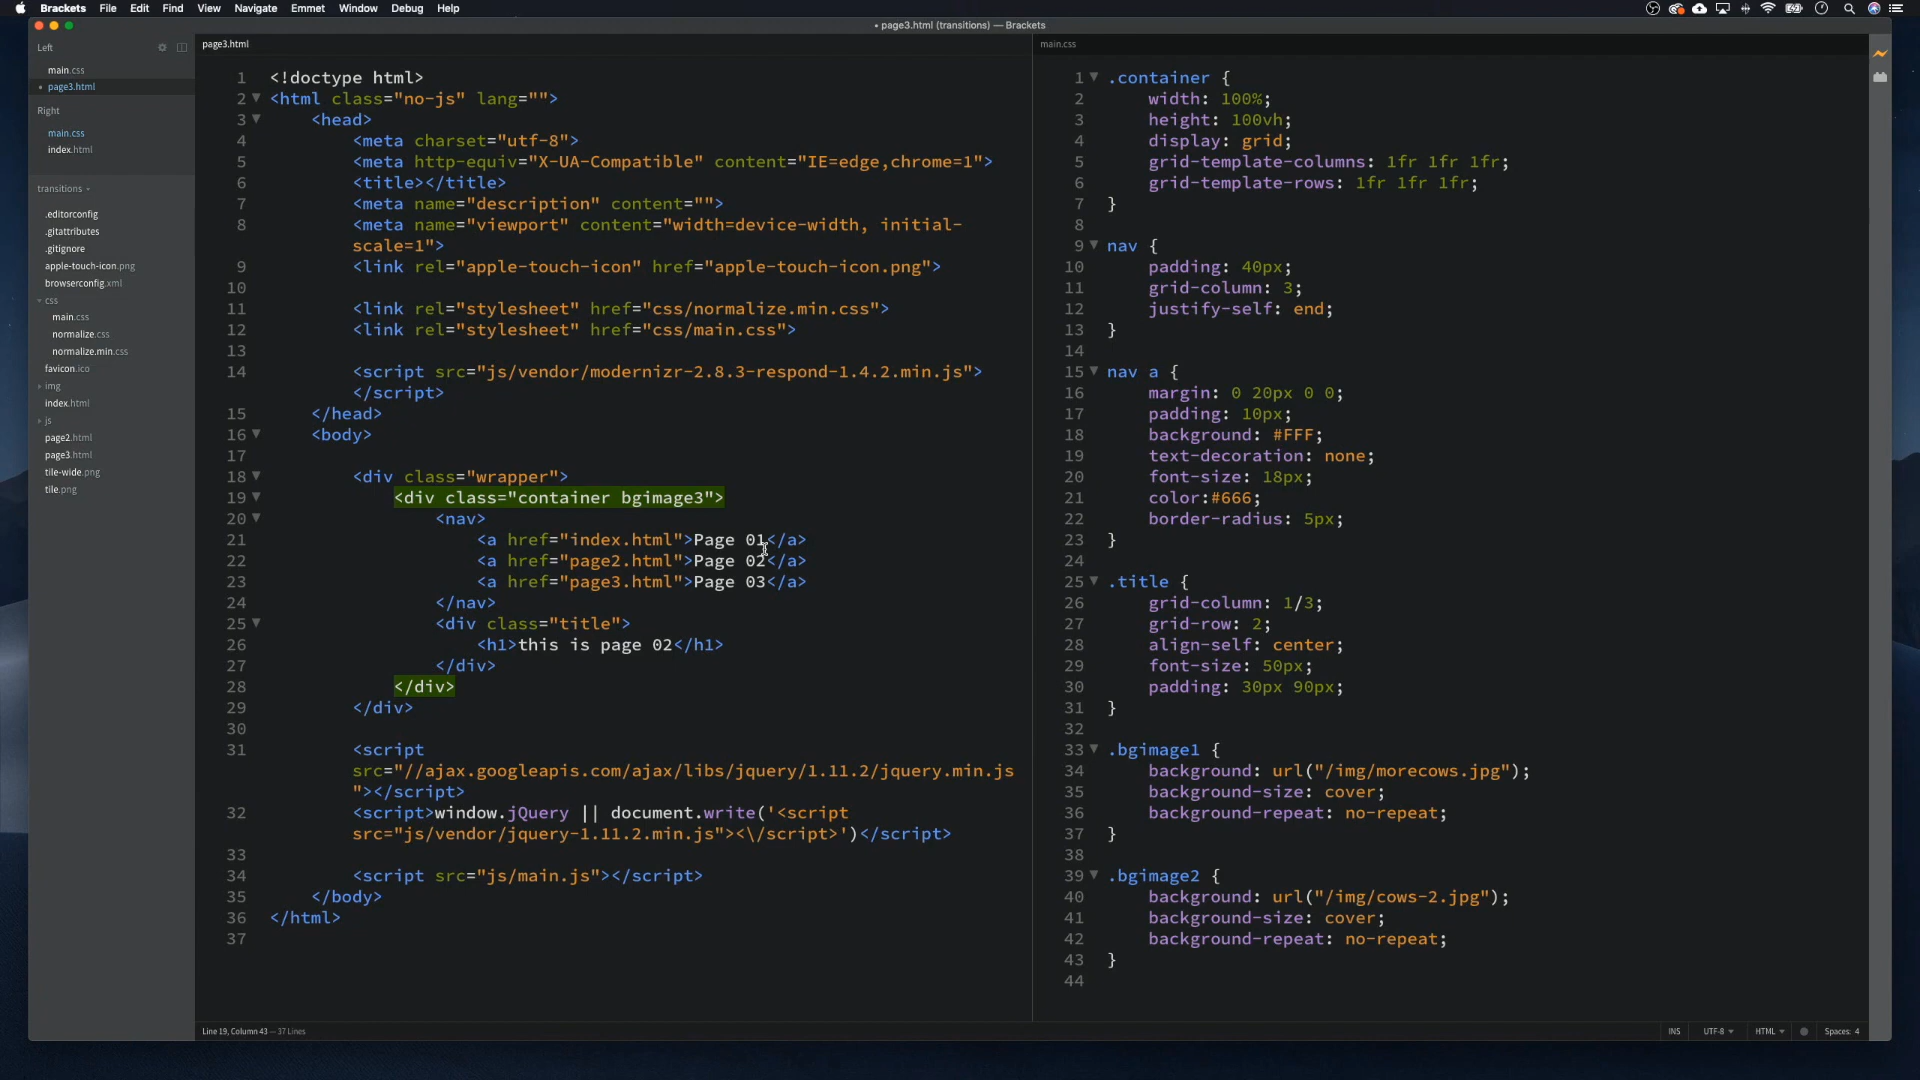 Brackets File Edit Find View Navigate Emmet Window Debug Help
• page3.html (transitions) — Brackets
Left
main.css
• page3.html
Right
main.css
index.html
transitions
.editorconfig
.gitattributes
.gitignore
apple-touch-icon.png
browserconfig.xml
css
main.css
normalize.css
normalize.min.css
favicon.ico
img
index.html
js
page2.html
page3.html
tile-wide.png
tile.png
page3.html
1 <!doctype html>
2 <html class="no-js" lang="">
3 <head>
4 <meta charset="utf-8">
5 <meta http-equiv="X-UA-Compatible" content="IE=edge,chrome=1">
6 <title></title>
7 <meta name="description" content="">
8 <meta name="viewport" content="width=device-width, initial-
scale=1">
9 <link rel="apple-touch-icon" href="apple-touch-icon.png">
10
11 <link rel="stylesheet" href="css/normalize.min.css">
12 <link rel="stylesheet" href="css/main.css">
13
14 <script src="js/vendor/modernizr-2.8.3-respond-1.4.2.min.js">
</script>
15 </head>
16 <body>
17
18 <div class="wrapper">
19 <div class="container bgimage3">
20 <nav>
21 <a href="index.html">Page 01</a>
22 <a href="page2.html">Page 02</a>
23 <a href="page3.html">Page 03</a>
24 </nav>
25 <div class="title">
26 <h1>this is page 02</h1>
27 </div>
28 </div>
29 </div>
30
31 <script
src="//ajax.googleapis.com/ajax/libs/jquery/1.11.2/jquery.min.js
"></script>
32 <script>window.jQuery || document.write('<script
src="js/vendor/jquery-1.11.2.min.js"><\/script>')</script>
33
34 <script src="js/main.js"></script>
35 </body>
36 </html>
37
main.css
1 .container {
2 width: 100%;
3 height: 100vh;
4 display: grid;
5 grid-template-columns: 1fr 1fr 1fr;
6 grid-template-rows: 1fr 1fr 1fr;
7 }
8
9 nav {
10 padding: 40px;
11 grid-column: 3;
12 justify-self: end;
13 }
14
15 nav a {
16 margin: 0 20px 0 0;
17 padding: 10px;
18 background: #FFF;
19 text-decoration: none;
20 font-size: 18px;
21 color:#666;
22 border-radius: 5px;
23 }
24
25 .title {
26 grid-column: 1/3;
27 grid-row: 2;
28 align-self: center;
29 font-size: 50px;
30 padding: 30px 90px;
31 }
32
33 .bgimage1 {
34 background: url("/img/morecows.jpg");
35 background-size: cover;
36 background-repeat: no-repeat;
37 }
38
39 .bgimage2 {
40 background: url("/img/cows-2.jpg");
41 background-size: cover;
42 background-repeat: no-repeat;
43 }
44
Line 19, Column 43 — 37 Lines
INS UTF-8 HTML Spaces: 4